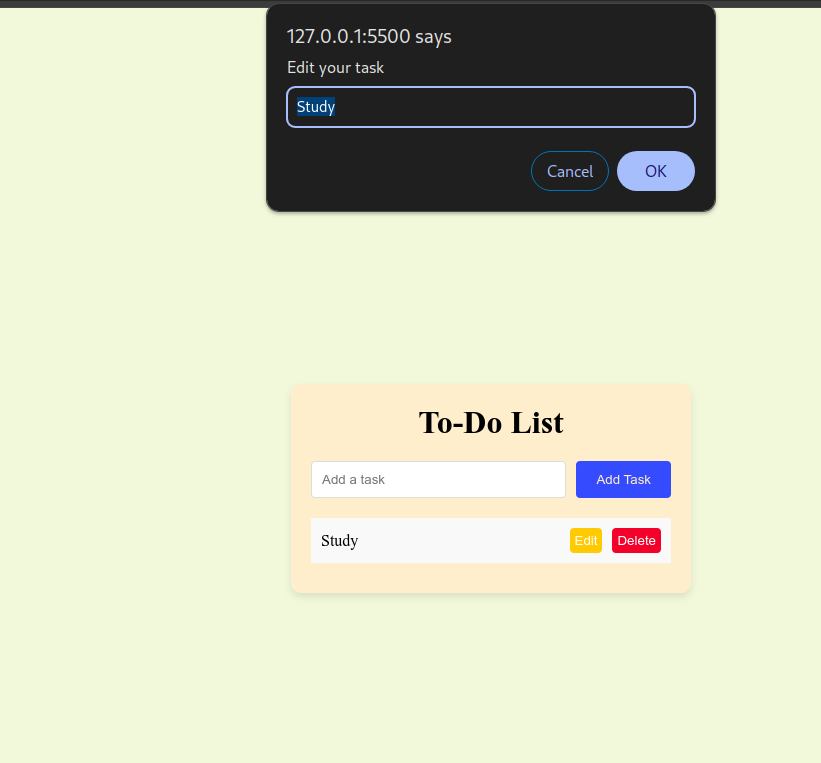 127.0.0.1:5500 says
Edit your task
Study
Cancel OK
To-Do List
Add a task Add Task
Study Edit Delete